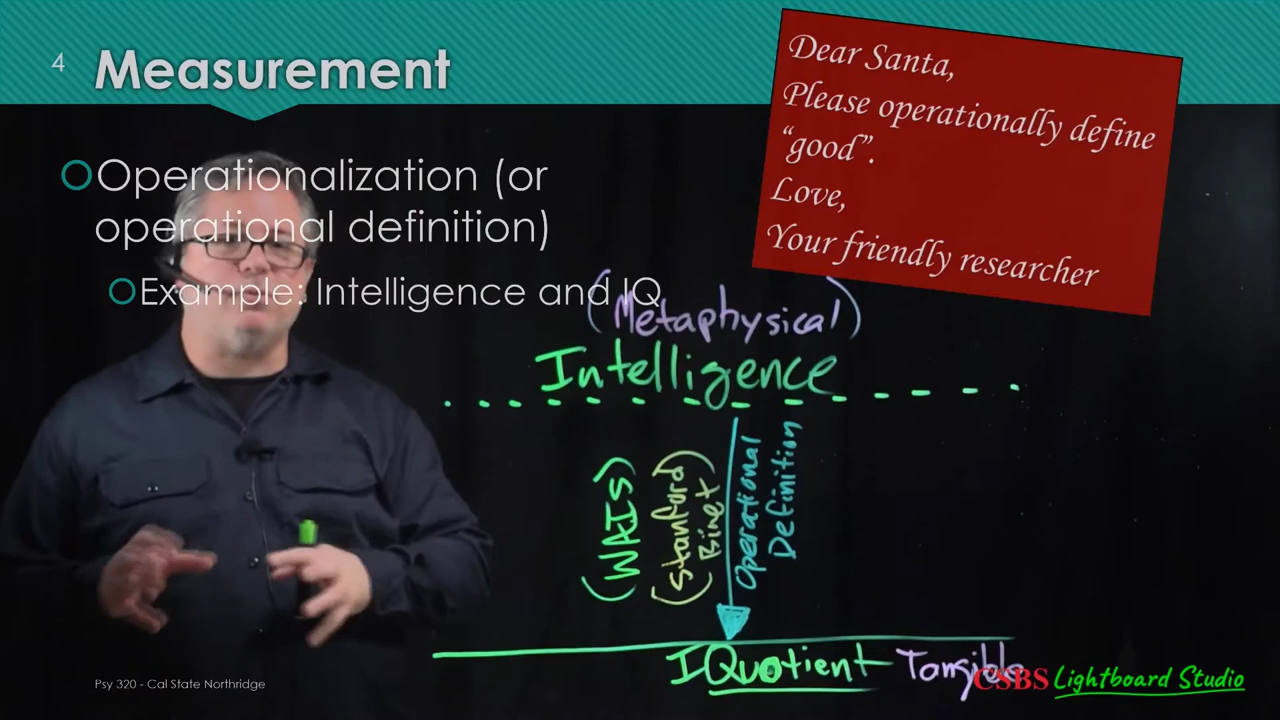 4
Measurement
Dear Santa,
Please operationally define
“good”.
Love,
Your friendly researcher
Operationalization (or
operational definition)
Example: Intelligence and IQ
(Metaphysical)
Intelligence
(WAIS)
(Stanford)
Binet
Operational
Definition
IQuotient Tangible
Psy 320 - Cal State Northridge
CSBS Lightboard Studio